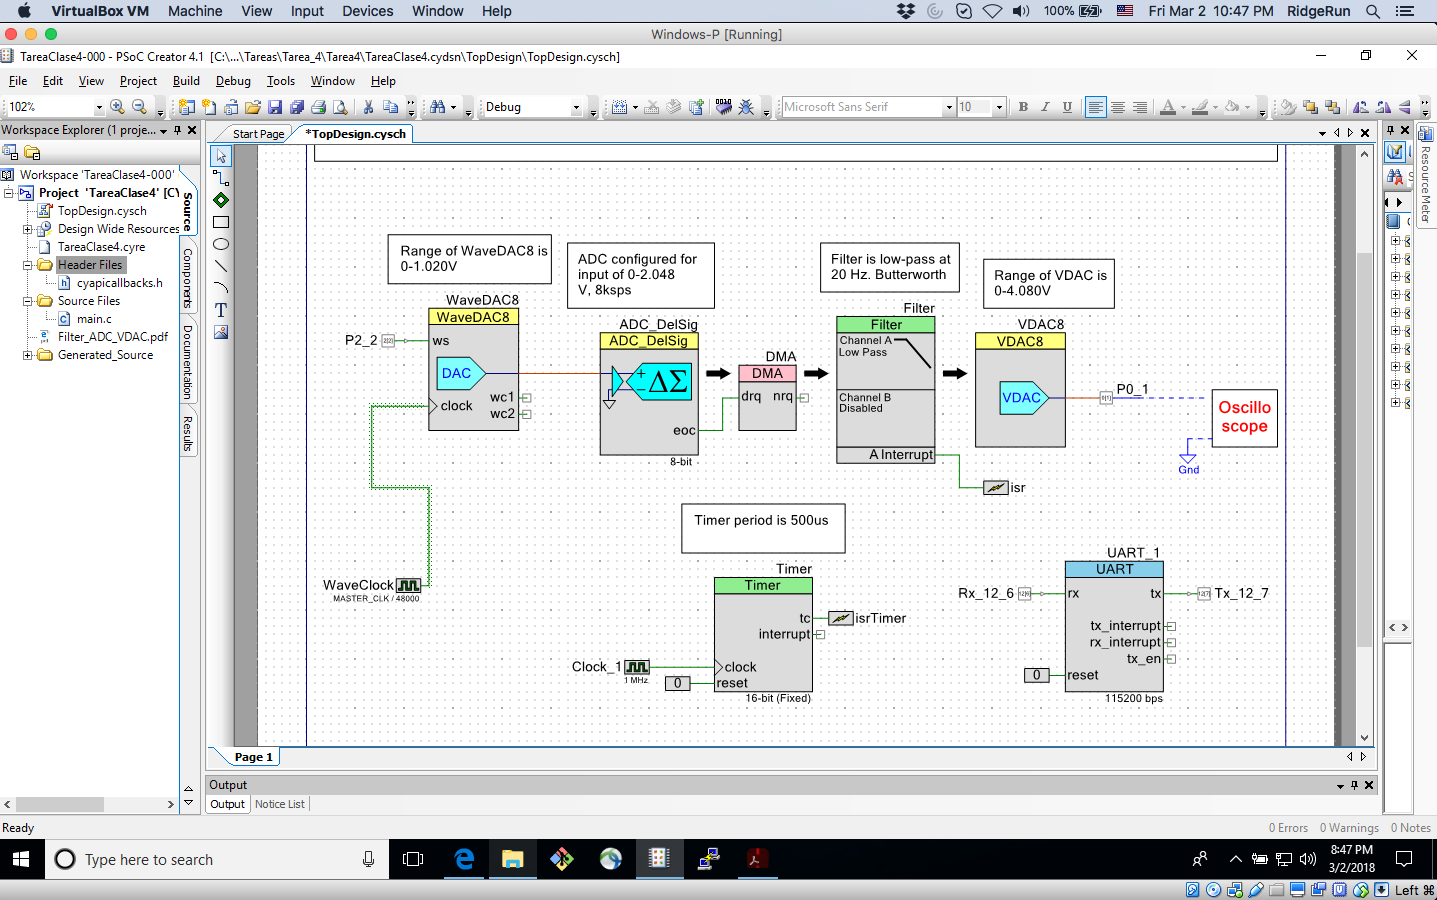 VirtualBox VM Machine View Input Devices Window Help
100% Fri Mar 2 10:47 PM RidgeRun
Windows-P [Running]
TareaClase4-000 - PSoC Creator 4.1 [C:\...\Tareas\Tarea_4\Tarea4\TareaClase4.cydsn\TopDesign\TopDesign.cysch]
File Edit View Project Build Debug Tools Window Help
102% Debug Microsoft Sans Serif 10 B I U
Workspace Explorer (1 proje...
Start Page
*TopDesign.cysch
Workspace 'TareaClase4-000'
Project 'TareaClase4' [CY
TopDesign.cysch
Design Wide Resources
TareaClase4.cyre
Header Files
cyapicallbacks.h
Source Files
main.c
Filter_ADC_VDAC.pdf
Generated_Source
Source
Components
Documentation
Results
Resource Meter
Range of WaveDAC8 is
0-1.020V
ADC configured for
input of 0-2.048
V, 8ksps
Filter is low-pass at
20 Hz. Butterworth
Range of VDAC is
0-4.080V
WaveDAC8
WaveDAC8
P2_2
2[2]
ws
DAC
wc1
wc2
clock
ADC_DelSig
ADC_DelSig
ΔΣ
eoc
8-bit
DMA
DMA
drq nrq
Filter
Filter
Channel A
Low Pass
Channel B
Disabled
A Interrupt
isr
VDAC8
VDAC8
VDAC
0[1]
P0_1
Oscillo
scope
Gnd
WaveClock
MASTER_CLK / 48000
Timer period is 500us
Timer
Timer
tc
isrTimer
interrupt
Clock_1
1 MHz
clock
0
reset
16-bit (Fixed)
UART_1
UART
Rx_12_6
12[6]
rx tx
12[7]
Tx_12_7
tx_interrupt
rx_interrupt
tx_en
0
reset
115200 bps
Page 1
Output
Output Notice List
Ready
0 Errors 0 Warnings 0 Notes
Type here to search
8:47 PM
3/2/2018
Left ⌘